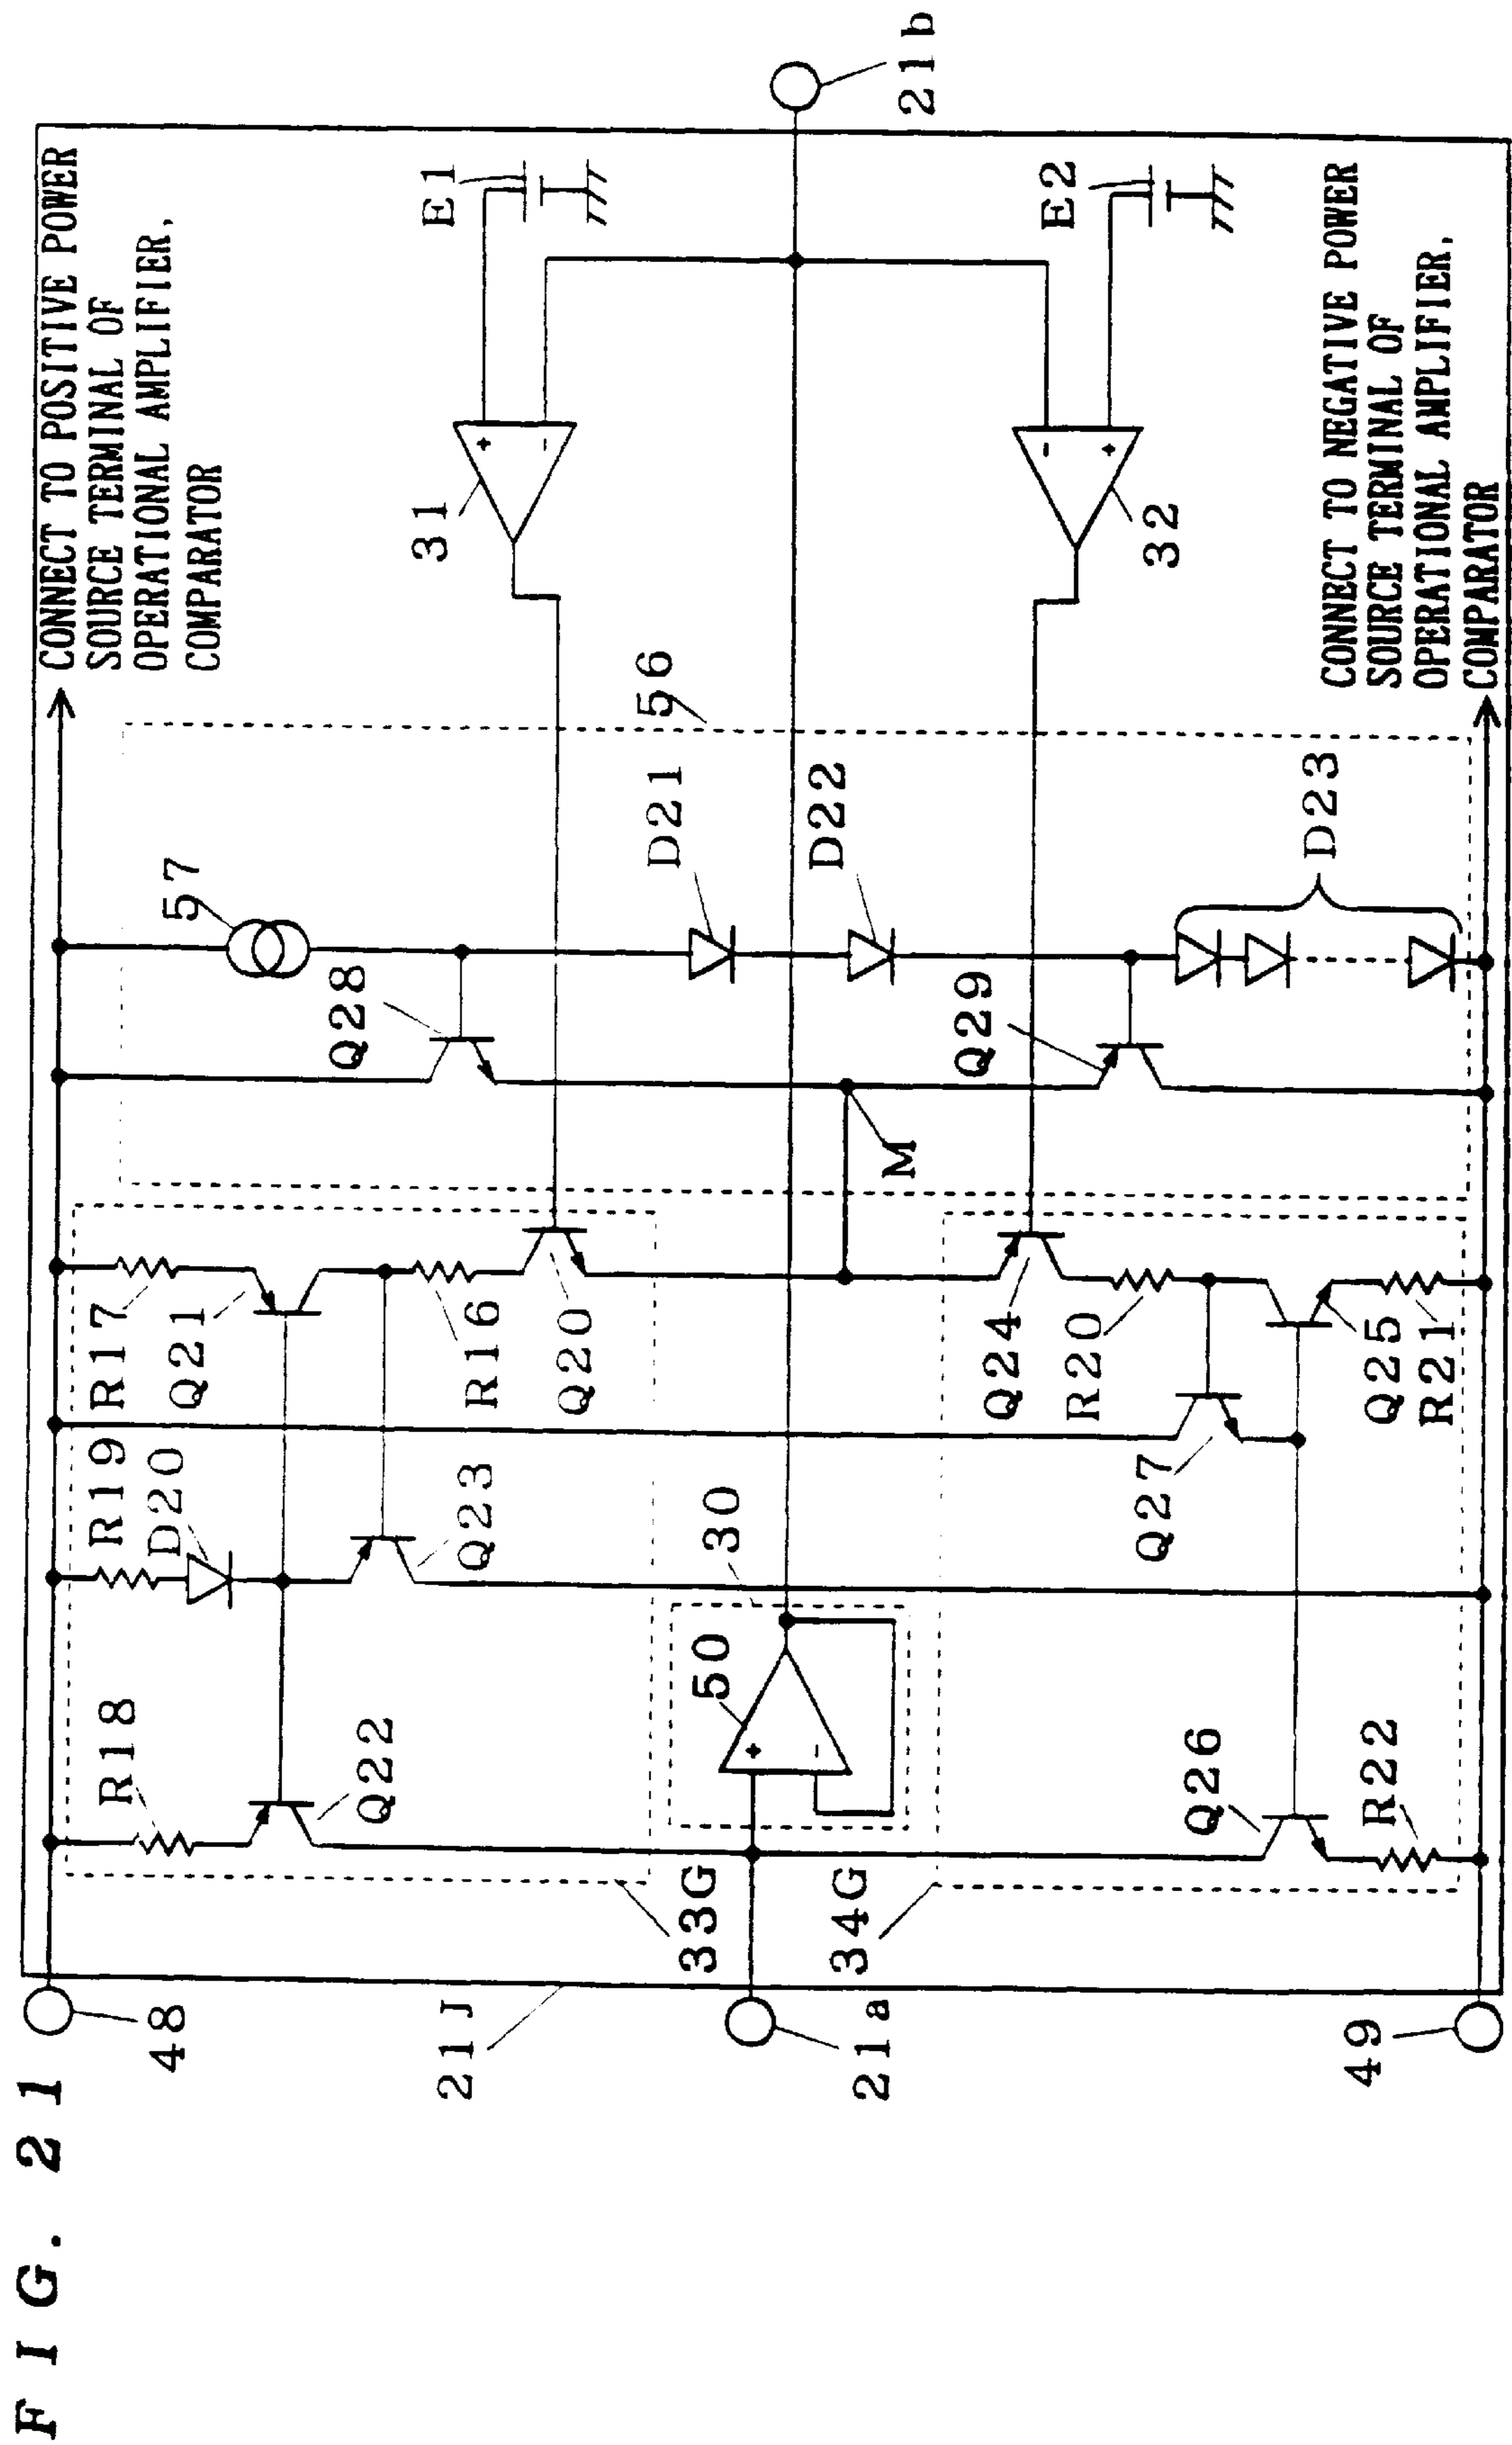 FIG. 21
48
21J
21a
49
33G
34G
R18
Q22
50
30
Q26
R22
R19
D20
Q23
Q27
R17
Q21
R16
Q20
Q24
R20
Q25
R21
M
Q28
Q29
57
D21
D22
D23
56
31
32
+
-
-
+
+
-
E1
E2
21b
CONNECT TO POSITIVE POWER
SOURCE TERMINAL OF
OPERATIONAL AMPLIFIER,
COMPARATOR
CONNECT TO NEGATIVE POWER
SOURCE TERMINAL OF
OPERATIONAL AMPLIFIER,
COMPARATOR